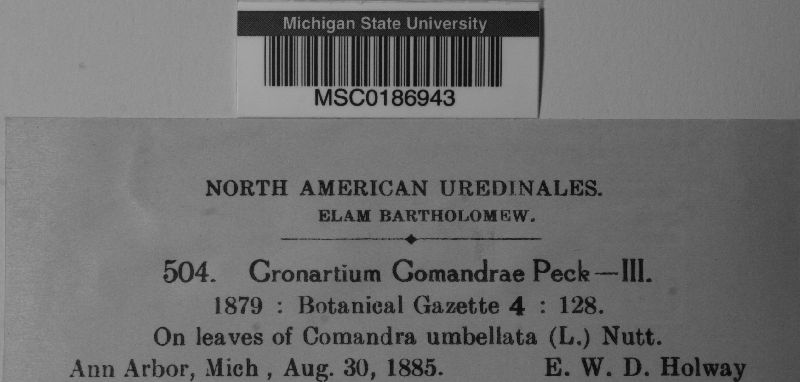 Michigan State University
MSC0186943
NORTH AMERICAN UREDINALES.
ELAM BARTHOLOMEW.
504. Cronartium Comandrae Peck—III.
1879 : Botanical Gazette 4 : 128.
On leaves of Comandra umbellata (L.) Nutt.
Ann Arbor, Mich , Aug. 30, 1885. E. W. D. Holway